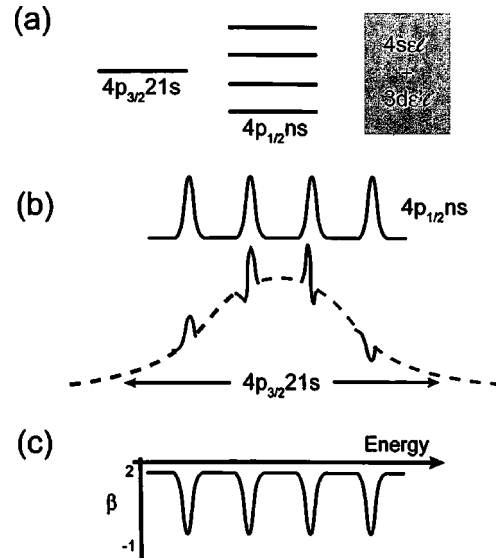 (a)
4p₃/₂21s
4p₁/₂ns
4sεℓ
+
3dεℓ
(b)
4p₁/₂ns
4p₃/₂21s
(c)
Energy
2
β
-1